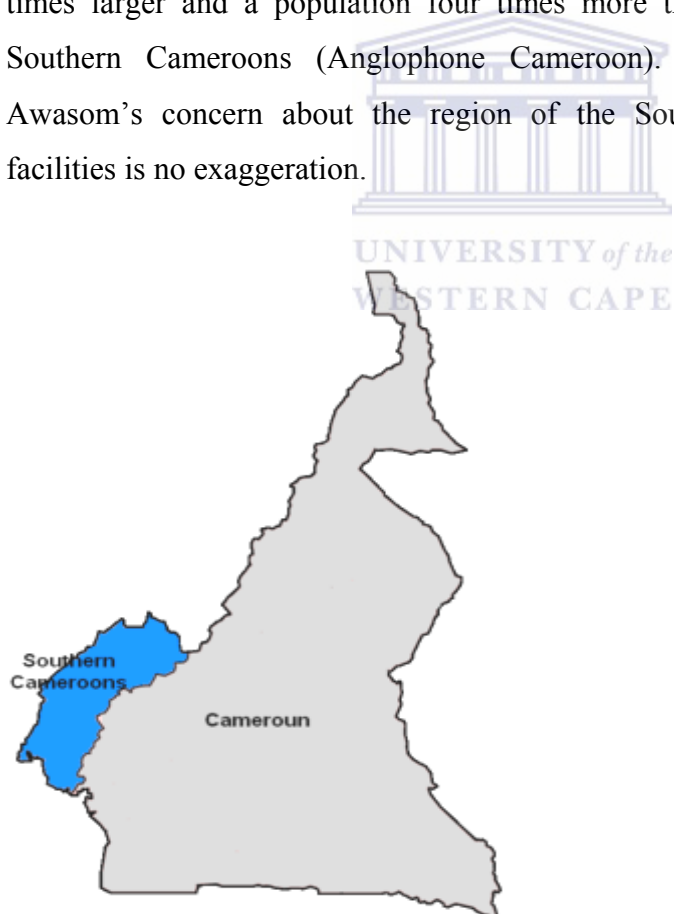 times larger and a population four times more
Southern Cameroons (Anglophone Cameroon).
Awasom’s concern about the region of the
facilities is no exaggeration.
UNIVERSITY of the
WESTERN CAPE
Southern
Cameroons
Cameroun